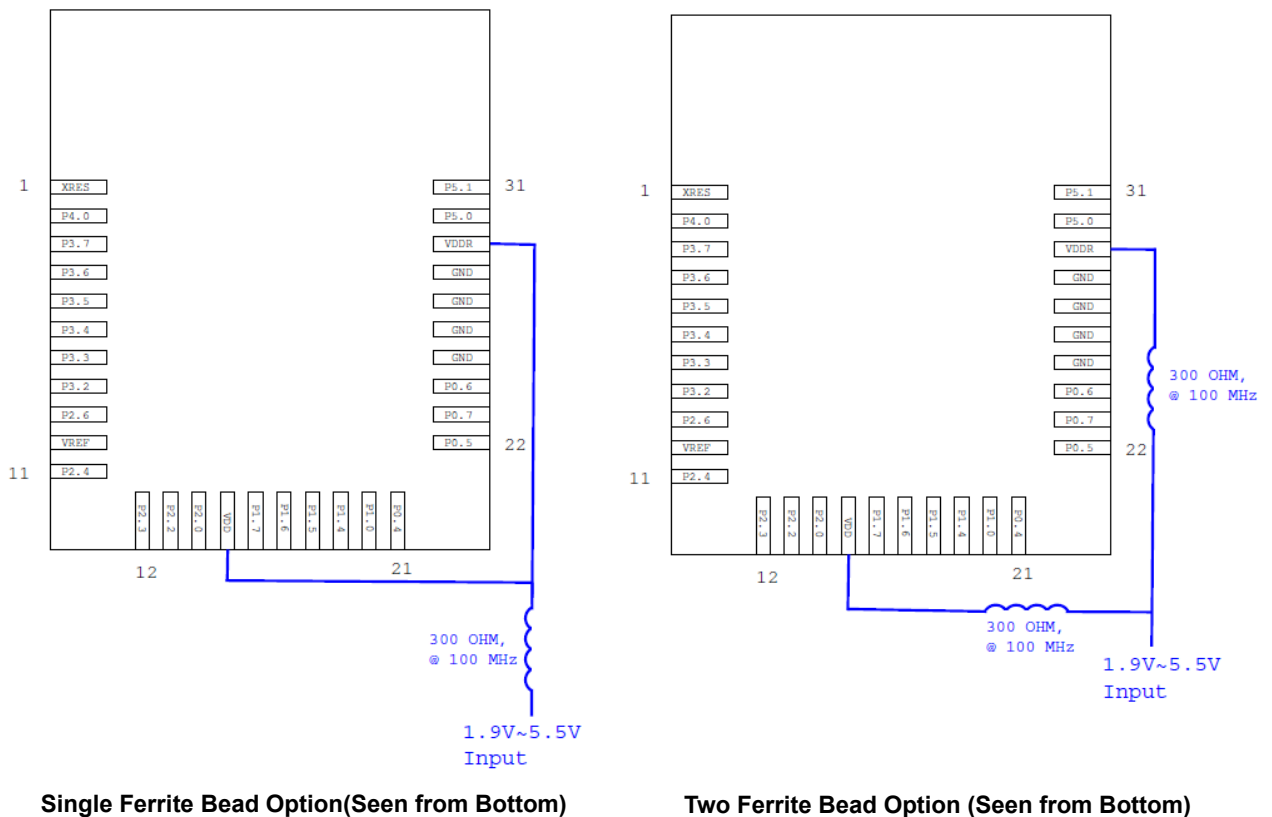 1 XRES P5.1 31
P4.0 P5.0
P3.7 VDDR
P3.6 GND
P3.5 GND
P3.4 GND
P3.3 GND
P3.2 P0.6
P2.6 P0.7
VREF P0.5 22
11 P2.4
P2.3 P2.2 P2.0 VDD P1.7 P1.6 P1.5 P1.4 P1.0 P0.4
12 21
300 OHM,
@ 100 MHz
1.9V~5.5V
Input
Single Ferrite Bead Option(Seen from Bottom)
1 XRES P5.1 31
P4.0 P5.0
P3.7 VDDR
P3.6 GND
P3.5 GND
P3.4 GND
P3.3 GND
P3.2 P0.6
P2.6 P0.7
VREF P0.5 22
11 P2.4
300 OHM,
@ 100 MHz
P2.3 P2.2 P2.0 VDD P1.7 P1.6 P1.5 P1.4 P1.0 P0.4
12 21
300 OHM,
@ 100 MHz
1.9V~5.5V
Input
Two Ferrite Bead Option (Seen from Bottom)